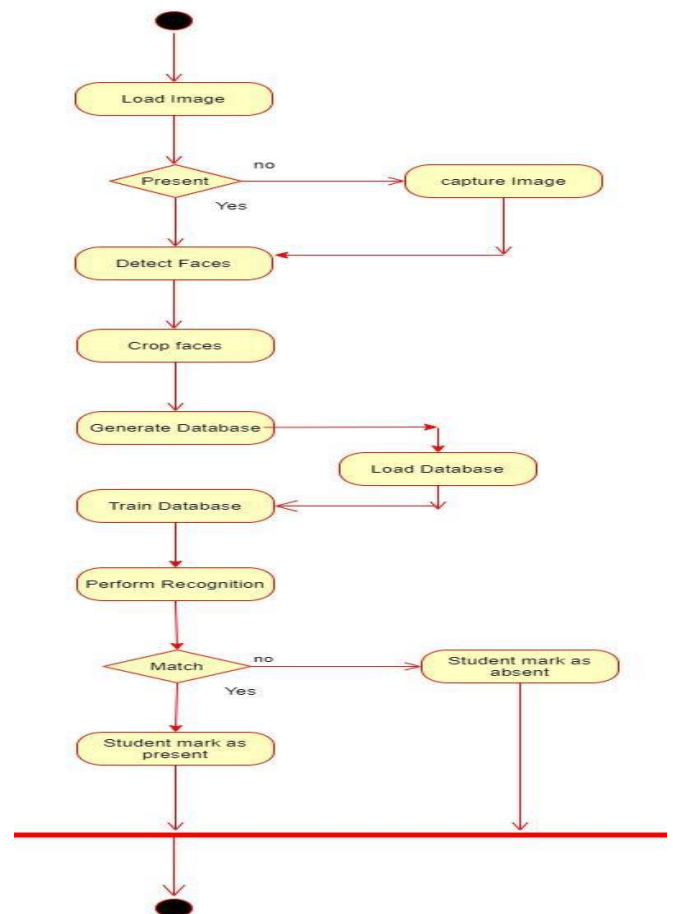 Load Image
no
Present
capture Image
Yes
Detect Faces
Crop faces
Generate Database
Load Database
Train Database
Perform Recognition
no
Match
Student mark as
absent
Yes
Student mark as
present